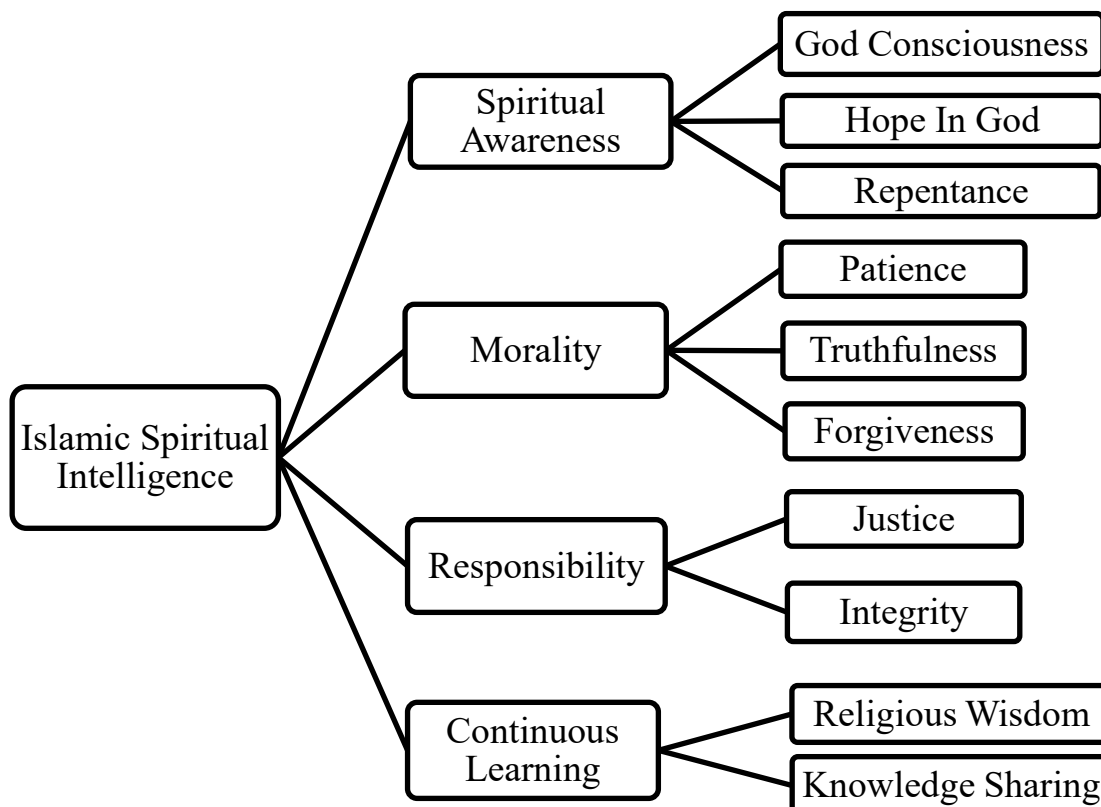 Islamic Spiritual
Intelligence
Spiritual
Awareness
God Consciousness
Hope In God
Repentance
Morality
Patience
Truthfulness
Forgiveness
Responsibility
Justice
Integrity
Continuous
Learning
Religious Wisdom
Knowledge Sharing